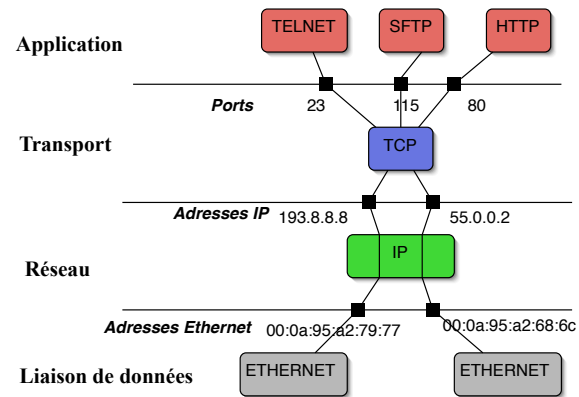 TELNET SFTP HTTP
Application
Ports 23 115 80
Transport
TCP
Adresses IP 193.8.8.8 55.0.0.2
IP
Réseau
Adresses Ethernet 00:0a:95:a2:79:77 00:0a:95:a2:68:6c
ETHERNET ETHERNET
Liaison de données